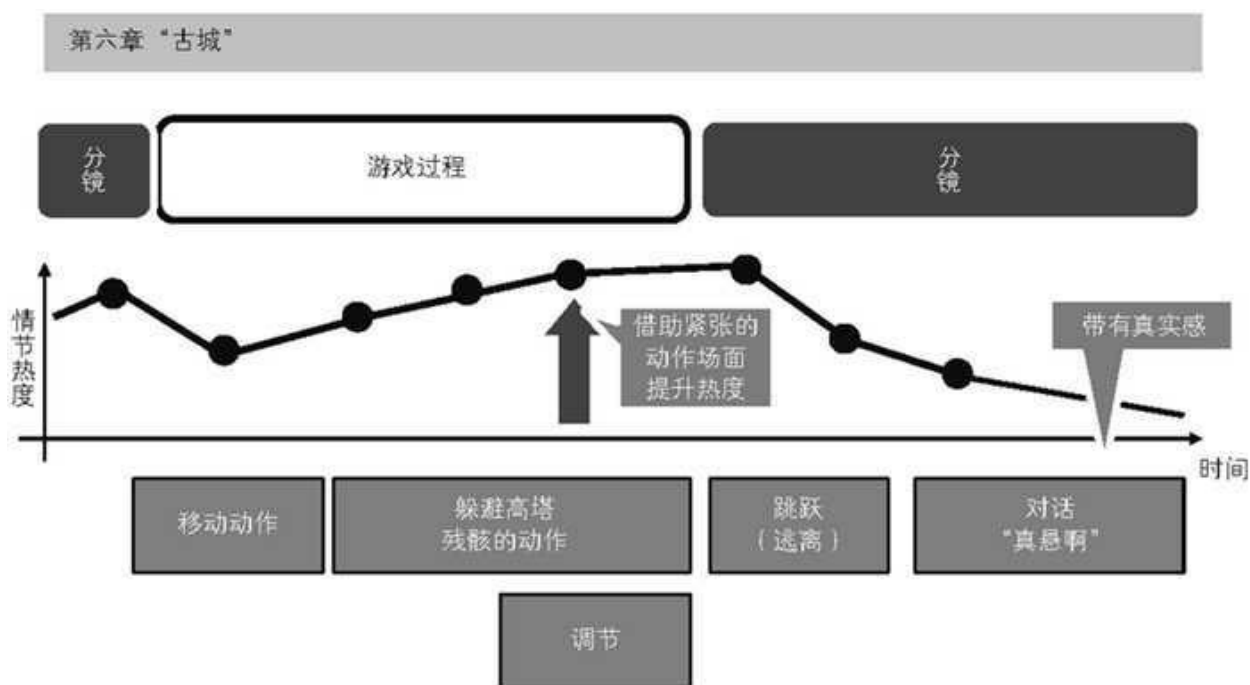 第六章“古城”
分
镜
游戏过程
分
镜
情
节
热
度
借助紧张的
动作场面
提升热度
带有真实感
时间
移动动作
躲避高塔
残骸的动作
跳跃
（逃离）
对话
“真悬啊”
调节